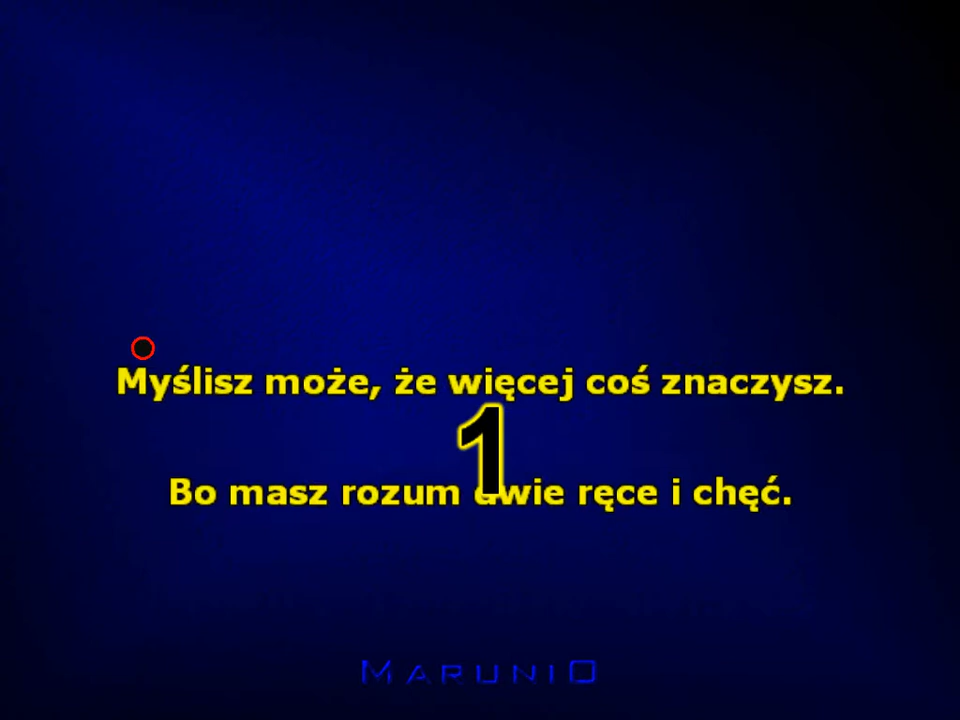 Myślisz może, że więcej coś znaczysz.
1
Bo masz rozum dwie ręce i chęć.
MARUNIO